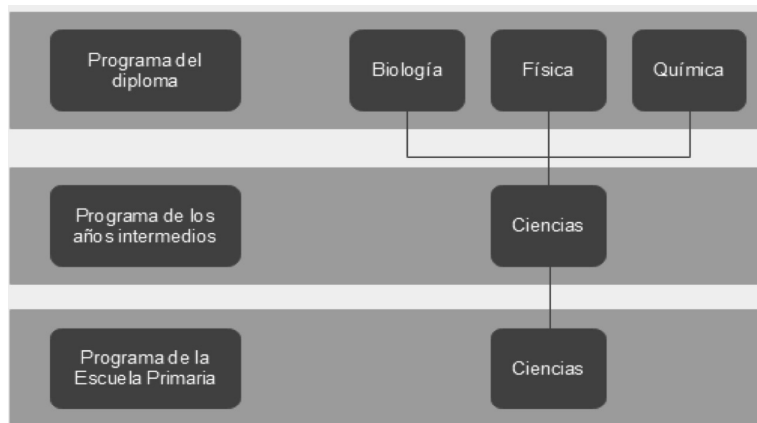 Programa del
diploma
Biología
Física
Química
Programa de los
años intermedios
Ciencias
Programa de la
Escuela Primaria
Ciencias